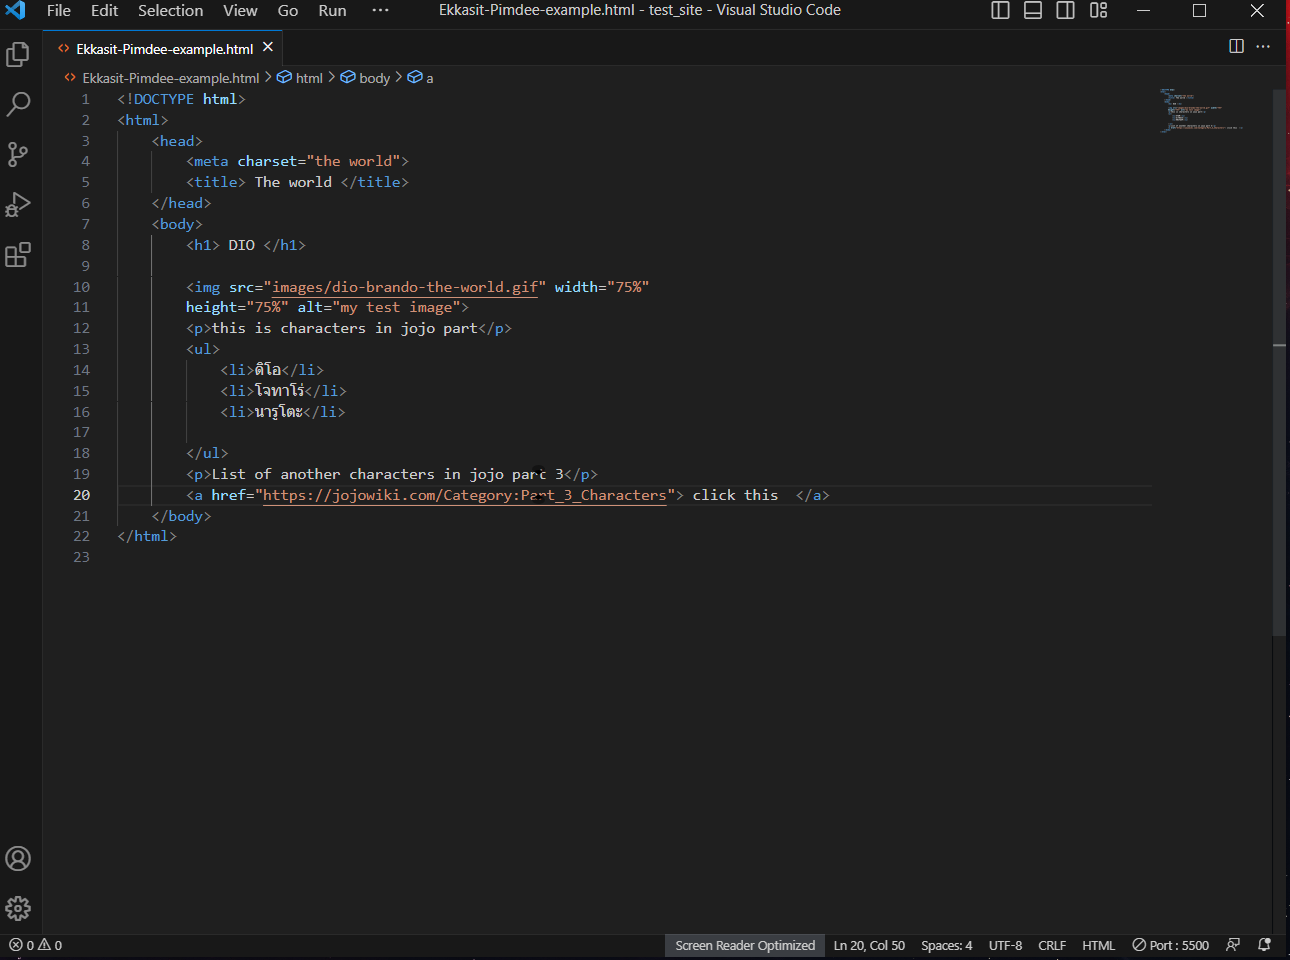 File Edit Selection View Go Run ··· Ekkasit-Pimdee-example.html - test_site - Visual Studio Code
Ekkasit-Pimdee-example.html
Ekkasit-Pimdee-example.html > html > body > a
1 <!DOCTYPE html>
2 <html>
3 <head>
4 <meta charset="the world">
5 <title> The world </title>
6 </head>
7 <body>
8 <h1> DIO </h1>
9
10 <img src="images/dio-brando-the-world.gif" width="75%"
11 height="75%" alt="my test image">
12 <p>this is characters in jojo part</p>
13 <ul>
14 <li>ดิโอ</li>
15 <li>โจทาโร่</li>
16 <li>นารูโตะ</li>
17
18 </ul>
19 <p>List of another characters in jojo part 3</p>
20 <a href="https://jojowiki.com/Category:Part_3_Characters"> click this  </a>
21 </body>
22 </html>
23
0 0 Screen Reader Optimized Ln 20, Col 50 Spaces: 4 UTF-8 CRLF HTML Port : 5500